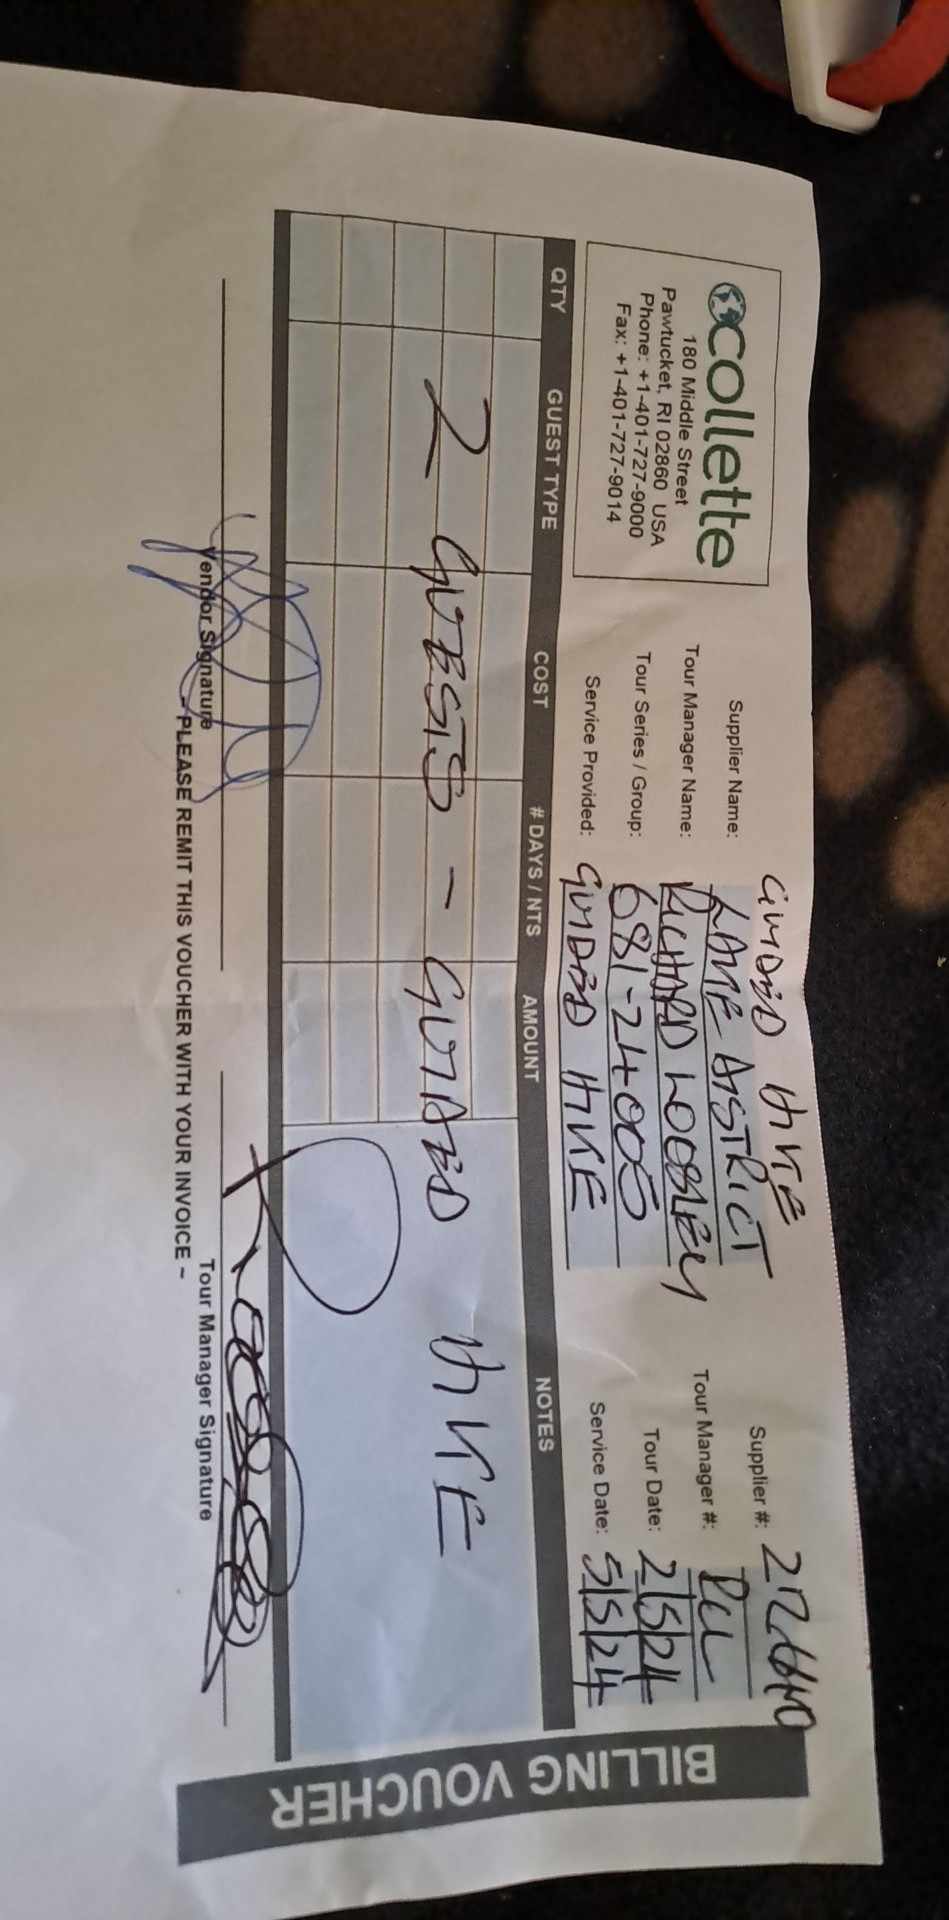 collette
180 Middle Street
Pawtucket, RI 02860 USA
Phone: +1-401-727-9000
Fax: +1-401-727-9014
GUIDED HIKE
Supplier Name: LAKE DISTRICT
Tour Manager Name: RICHARD
Tour Series / Group: 681-24005
Service Provided: GUIDED HIKE
Supplier #:
Tour Manager #:
Tour Date: 2/5/24
Service Date: 5/5/24
BILLING VOUCHER
QTY GUEST TYPE COST # DAYS / NTS AMOUNT NOTES
2 GUESTS - GUIDED HIKE
Vendor Signature
Tour Manager Signature
- PLEASE REMIT THIS VOUCHER WITH YOUR INVOICE ~